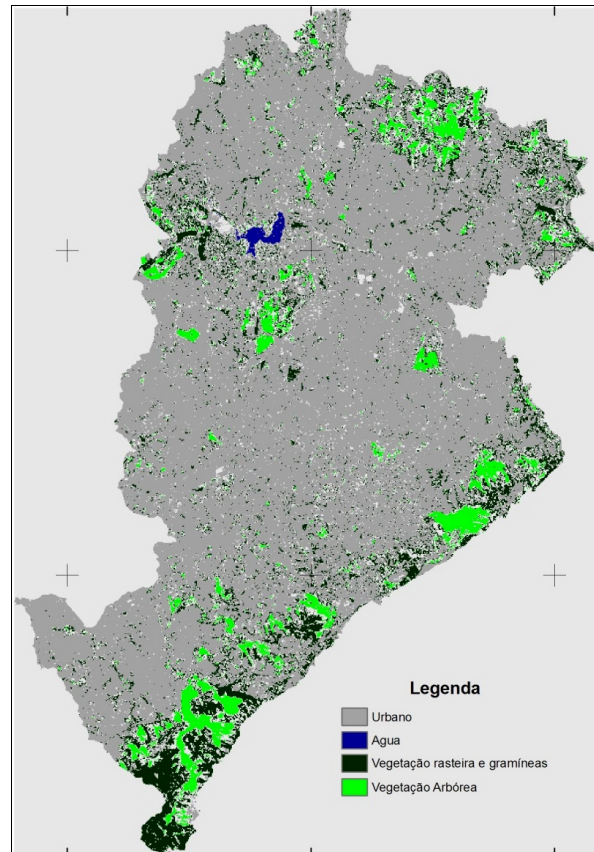 Legenda
Urbano
Agua
Vegetação rasteira e gramíneas
Vegetação Arbórea